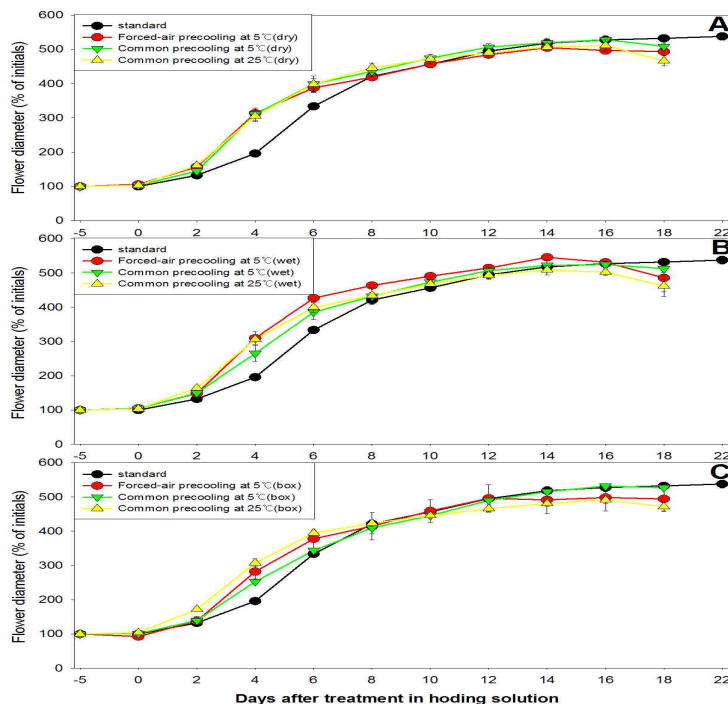 A
standard
Forced-air precooling at 5℃(dry)
Common precooling at 5℃(dry)
Common precooling at 25℃(dry)
Flower diameter (% of initials)
600
500
400
300
200
100
0
-5 0 2 4 6 8 10 12 14 16 18 22
B
standard
Forced-air precooling at 5℃(wet)
Common precooling at 5℃(wet)
Common precooling at 25℃(wet)
Flower diameter (% of initials)
600
500
400
300
200
100
0
-5 0 2 4 6 8 10 12 14 16 18 22
C
standard
Forced-air precooling at 5℃(box)
Common precooling at 5℃(box)
Common precooling at 25℃(box)
Flower diameter (% of initials)
600
500
400
300
200
100
0
-5 0 2 4 6 8 10 12 14 16 18 22
Days after treatment in hoding solution